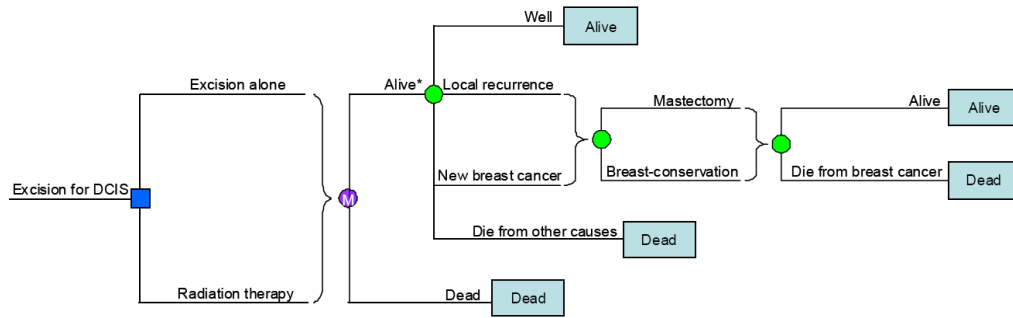 Well
Alive
Excision alone
Alive*
Local recurrence
Mastectomy
Alive
Alive
Excision for DCIS
M
New breast cancer
Breast-conservation
Die from breast cancer
Dead
Die from other causes
Dead
Radiation therapy
Dead
Dead